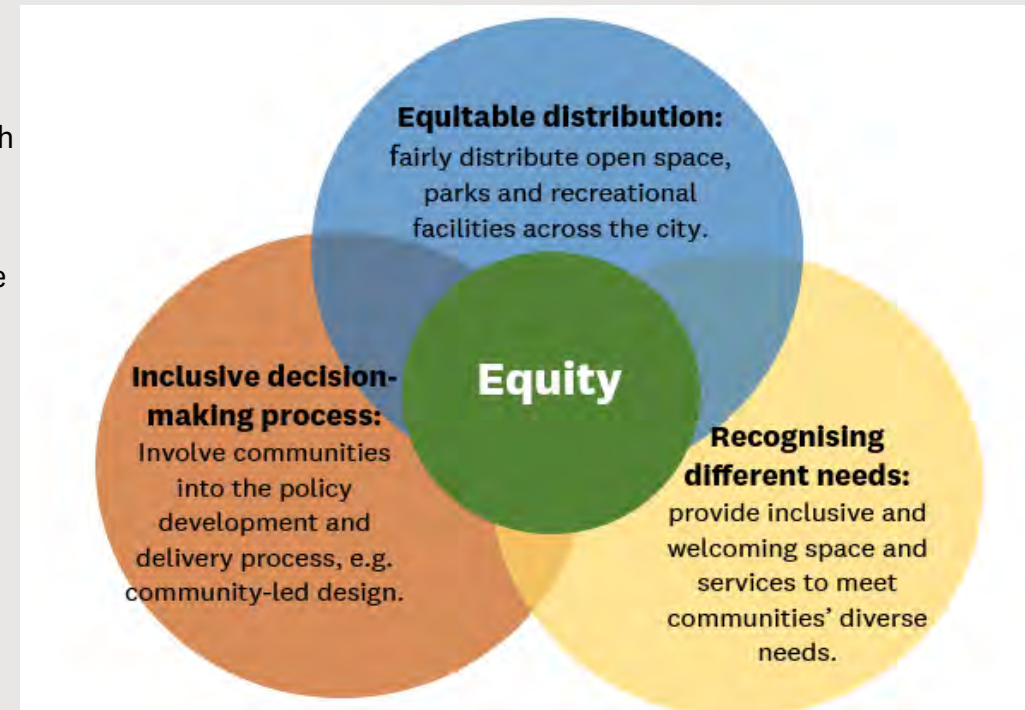 h
e
Equitable distribution:
fairly distribute open space,
parks and recreational
facilities across the city.
Equity
Inclusive decision-
making process:
Involve communities
into the policy
development and
delivery process, e.g.
community-led design.
Recognising
different needs:
provide inclusive and
welcoming space and
services to meet
communities’ diverse
needs.